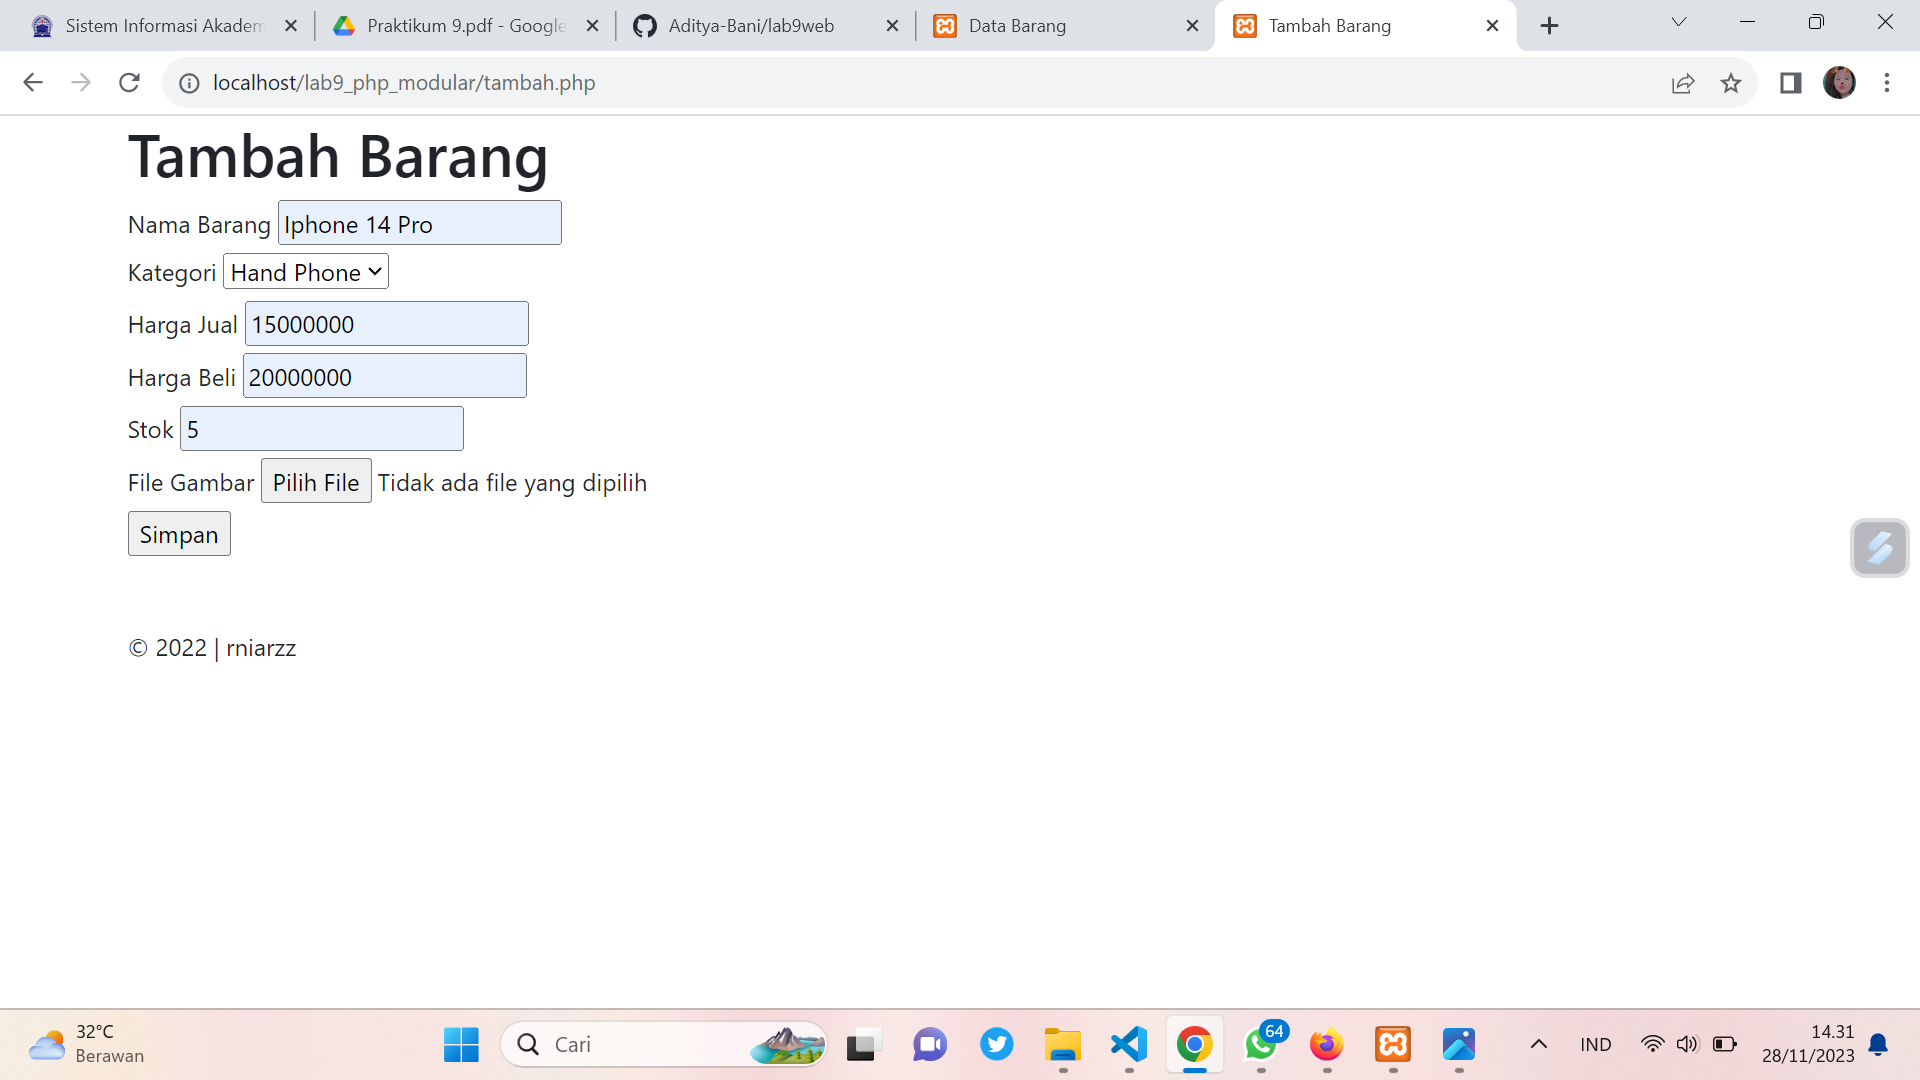 Sistem Informasi Akadem
Praktikum 9.pdf - Google
Aditya-Bani/lab9web
Data Barang
Tambah Barang
localhost/lab9_php_modular/tambah.php
Tambah Barang
Nama Barang Iphone 14 Pro
Kategori Hand Phone
Harga Jual 15000000
Harga Beli 20000000
Stok 5
File Gambar Pilih File Tidak ada file yang dipilih
Simpan
© 2022 | rniarzz
32°C
Berawan
Cari
64
IND
14.31
28/11/2023